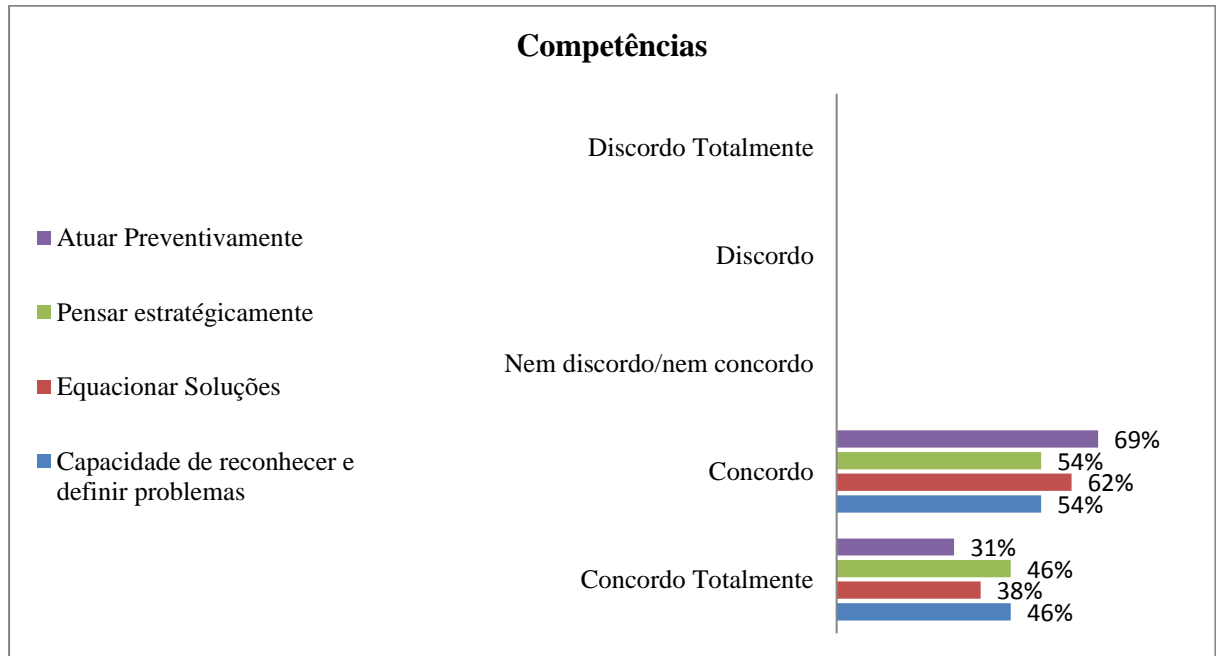 Competências
Discordo Totalmente
Discordo
Nem discordo/nem concordo
Concordo
Concordo Totalmente
Atuar Preventivamente
Pensar estratégicamente
Equacionar Soluções
Capacidade de reconhecer e
definir problemas
69%
54%
62%
54%
31%
46%
38%
46%